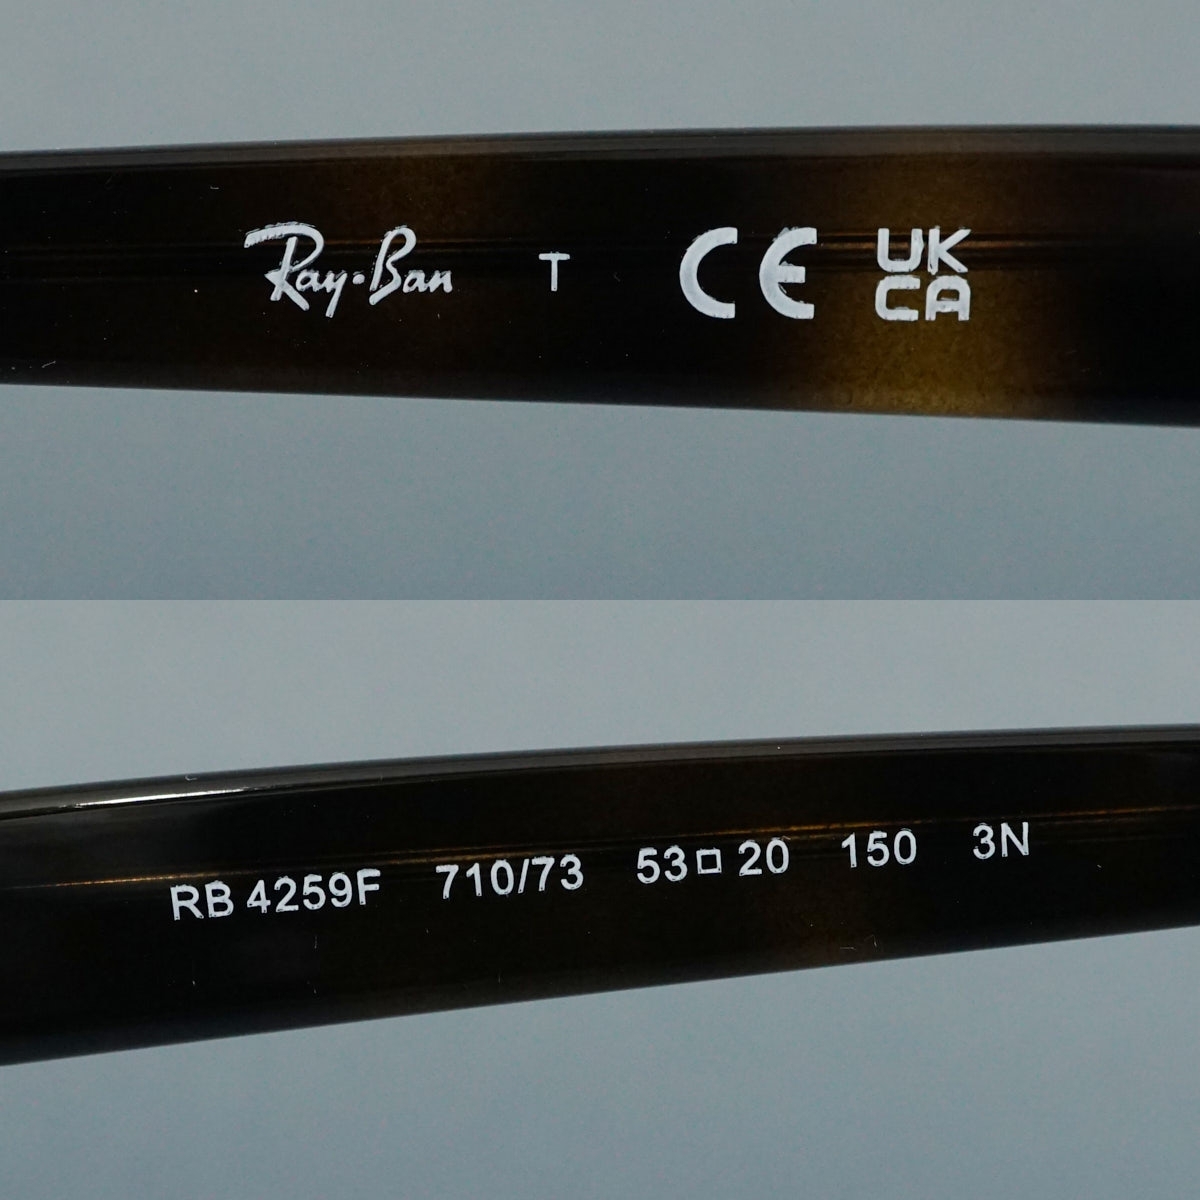 Ray-Ban T CE UK
CA
RB 4259F 710/73 53□20 150 3N